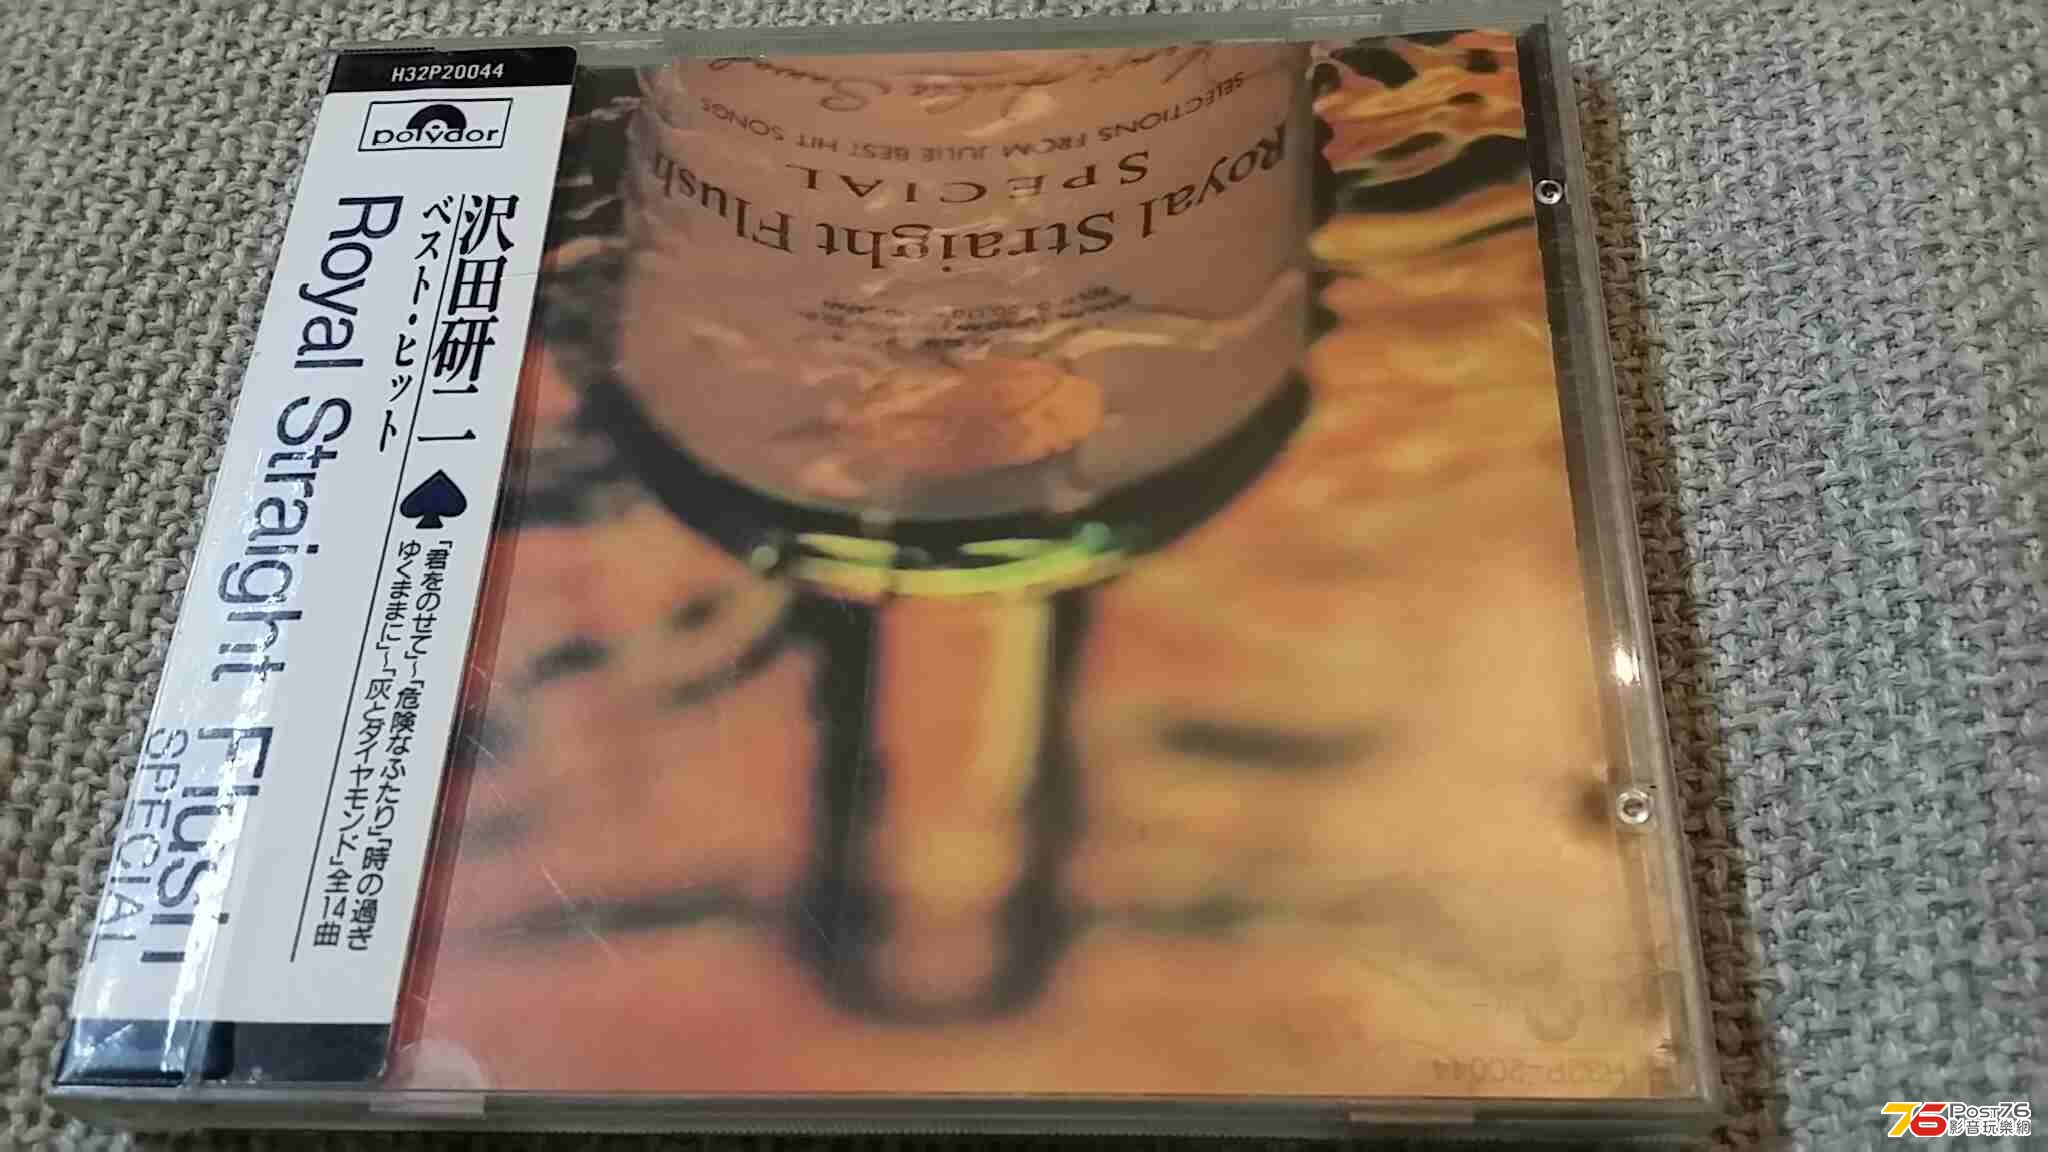 H32P20044
polydor
沢田研二
ベスト・ヒット
Royal Straight Flush
SPECIAL
「君をのせて」～「危険なふたり」「時の過ぎ
ゆくままに」～「灰とダイヤモンド」全14曲
SELECTIONS FROM JULIE BEST HIT SONGS
SPECIAL
Royal Straight Flush
H32P-20044
76 Post76
影音玩樂網